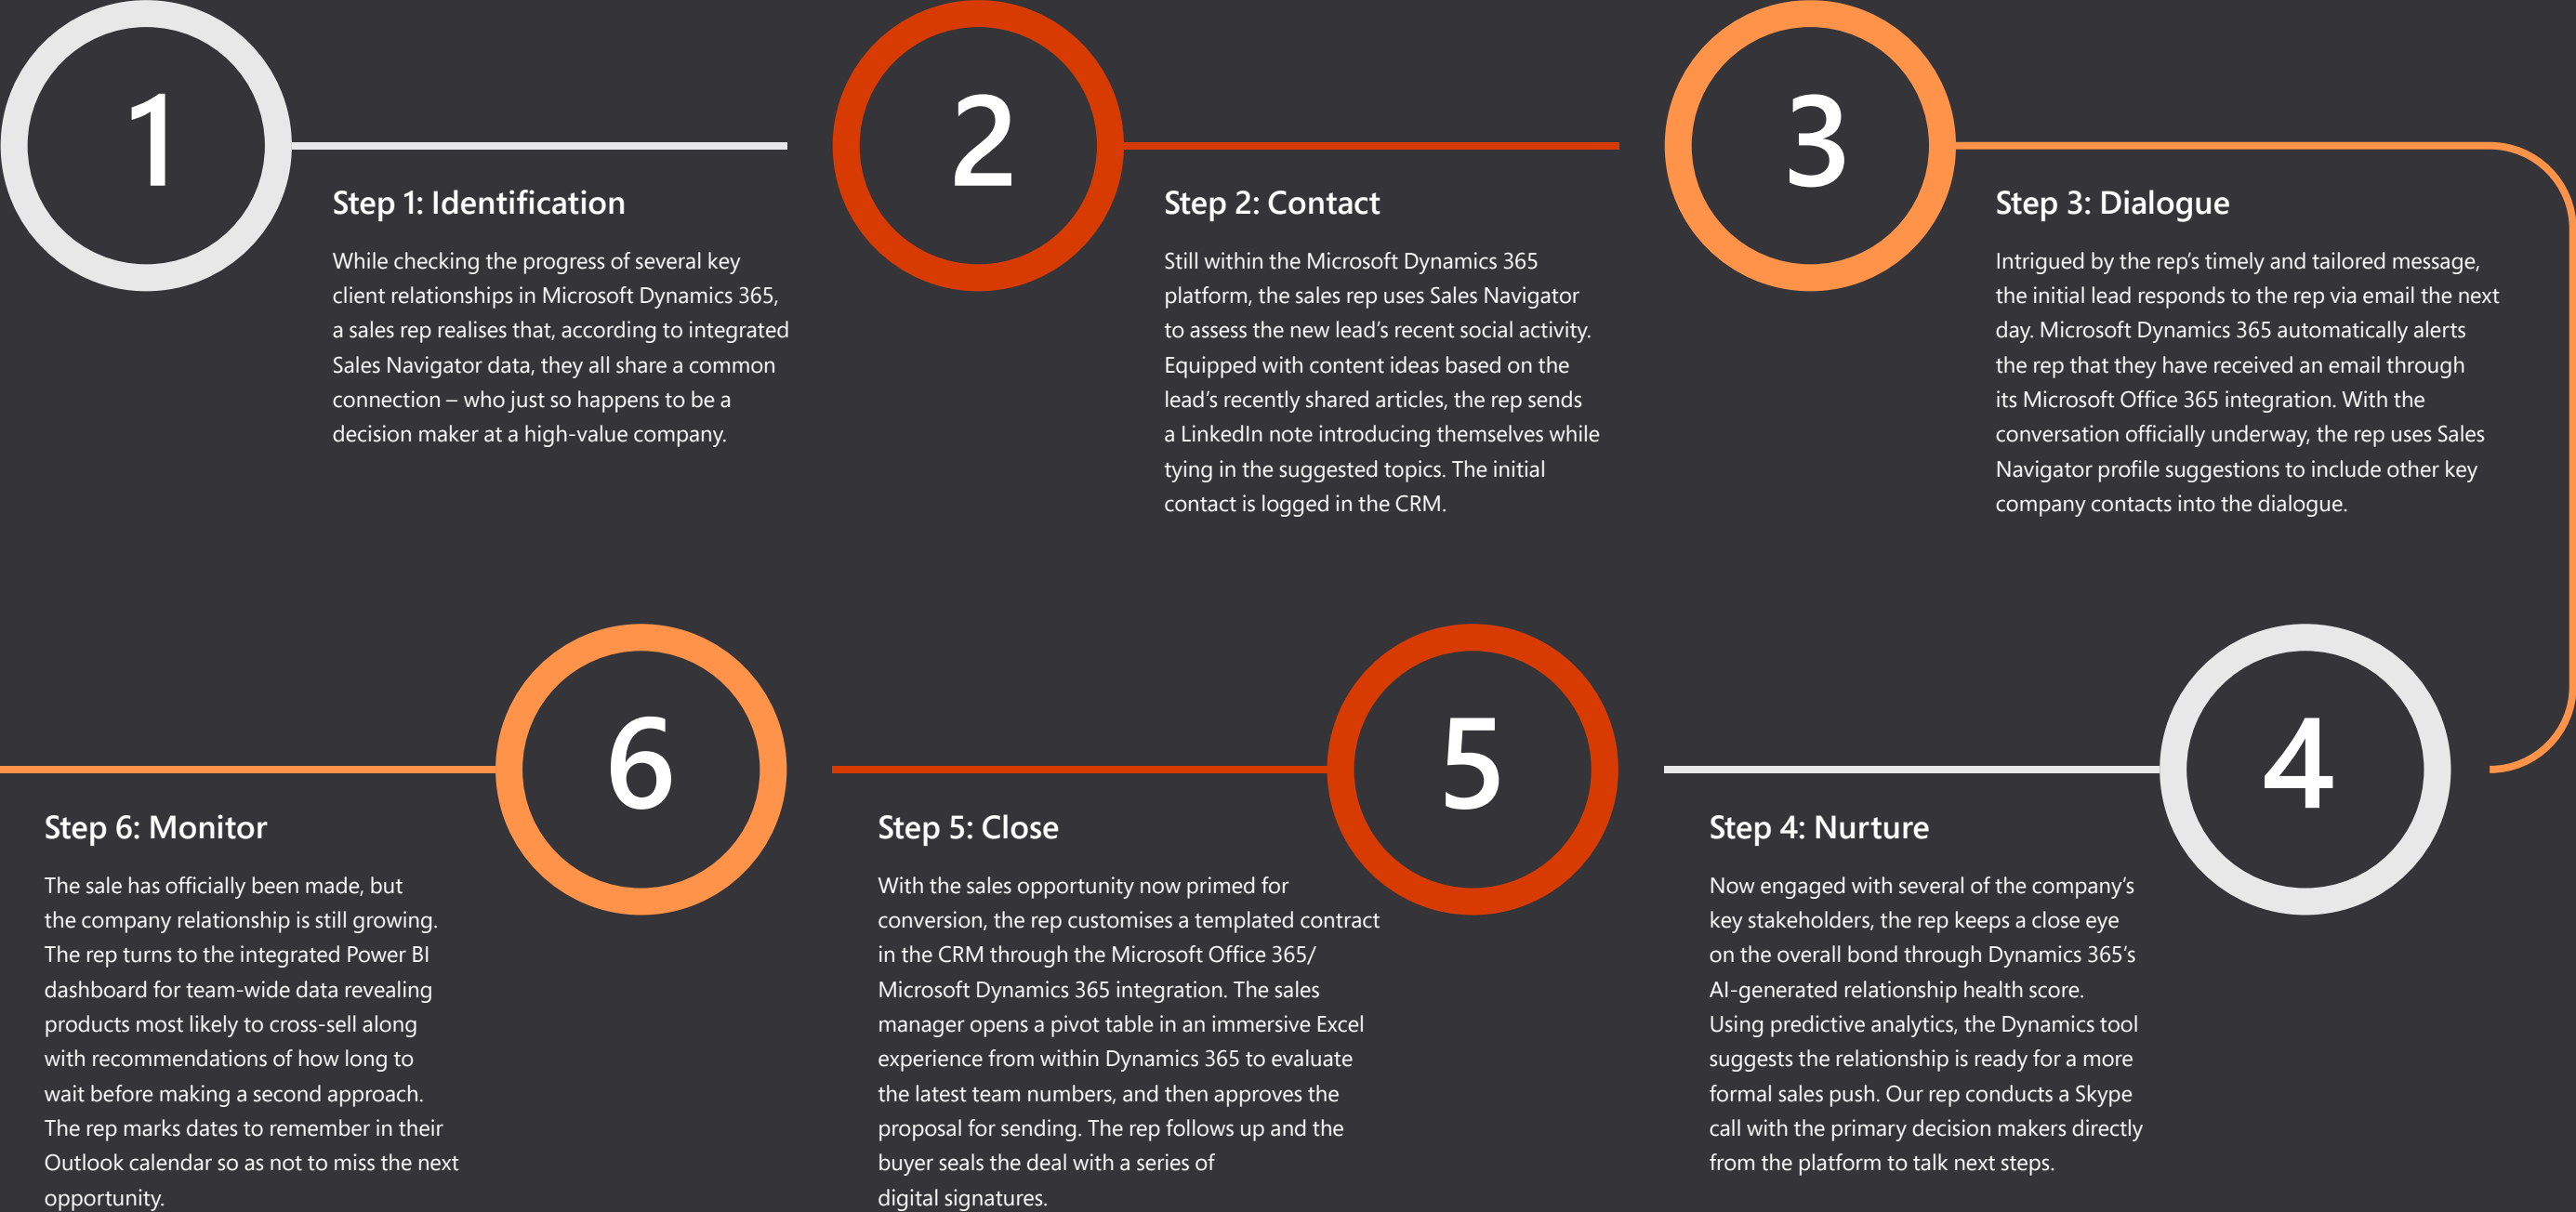 1
Step 1: Identification
While checking the progress of several key
client relationships in Microsoft Dynamics 365,
a sales rep realises that, according to integrated
Sales Navigator data, they all share a common
connection – who just so happens to be a
decision maker at a high-value company.
2
Step 2: Contact
Still within the Microsoft Dynamics 365
platform, the sales rep uses Sales Navigator
to assess the new lead’s recent social activity.
Equipped with content ideas based on the
lead’s recently shared articles, the rep sends
a LinkedIn note introducing themselves while
tying in the suggested topics. The initial
contact is logged in the CRM.
3
Step 3: Dialogue
Intrigued by the rep’s timely and tailored message,
the initial lead responds to the rep via email the next
day. Microsoft Dynamics 365 automatically alerts
the rep that they have received an email through
its Microsoft Office 365 integration. With the
conversation officially underway, the rep uses Sales
Navigator profile suggestions to include other key
company contacts into the dialogue.
4
Step 4: Nurture
Now engaged with several of the company’s
key stakeholders, the rep keeps a close eye
on the overall bond through Dynamics 365’s
AI-generated relationship health score.
Using predictive analytics, the Dynamics tool
suggests the relationship is ready for a more
formal sales push. Our rep conducts a Skype
call with the primary decision makers directly
from the platform to talk next steps.
5
Step 5: Close
With the sales opportunity now primed for
conversion, the rep customises a templated contract
in the CRM through the Microsoft Office 365/
Microsoft Dynamics 365 integration. The sales
manager opens a pivot table in an immersive Excel
experience from within Dynamics 365 to evaluate
the latest team numbers, and then approves the
proposal for sending. The rep follows up and the
buyer seals the deal with a series of
digital signatures.
6
Step 6: Monitor
The sale has officially been made, but
the company relationship is still growing.
The rep turns to the integrated Power BI
dashboard for team-wide data revealing
products most likely to cross-sell along
with recommendations of how long to
wait before making a second approach.
The rep marks dates to remember in their
Outlook calendar so as not to miss the next
opportunity.